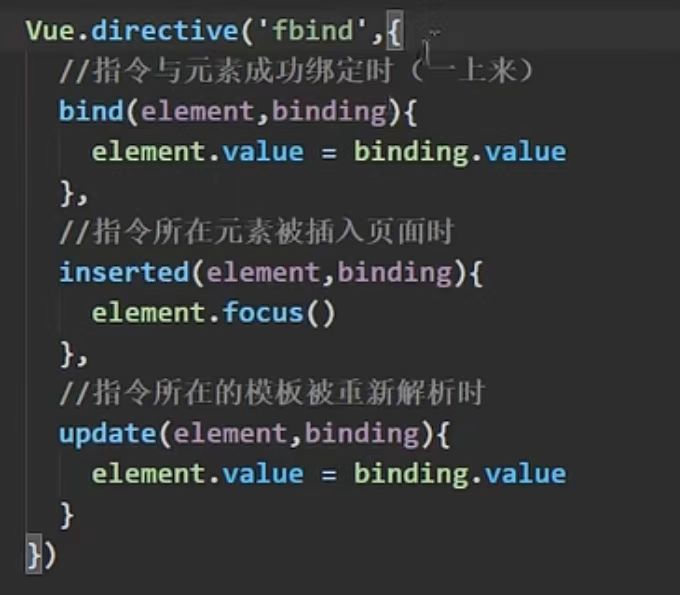 Vue.directive('fbind',{
//指令与元素成功绑定时（一上来）
bind(element,binding){
element.value = binding.value
},
//指令所在元素被插入页面时
inserted(element,binding){
element.focus()
},
//指令所在的模板被重新解析时
update(element,binding){
element.value = binding.value
}
})